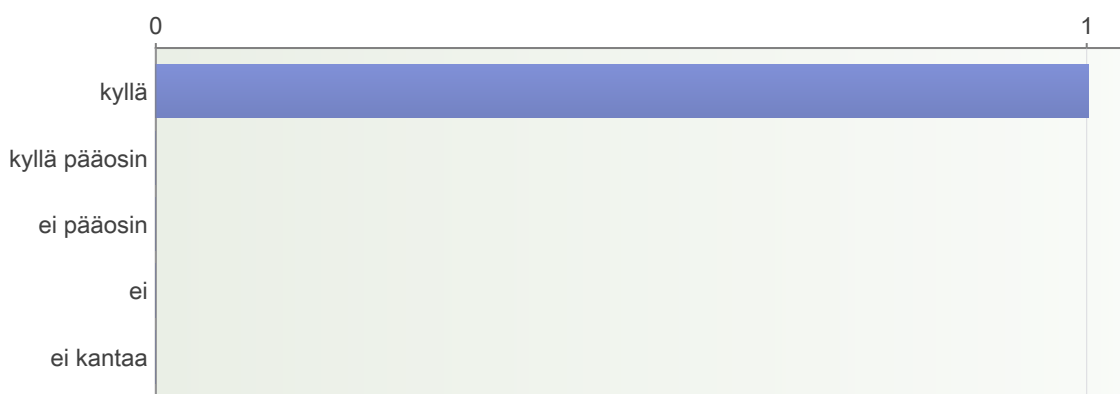 0 1
kyllä
kyllä pääosin
ei pääosin
ei
ei kantaa